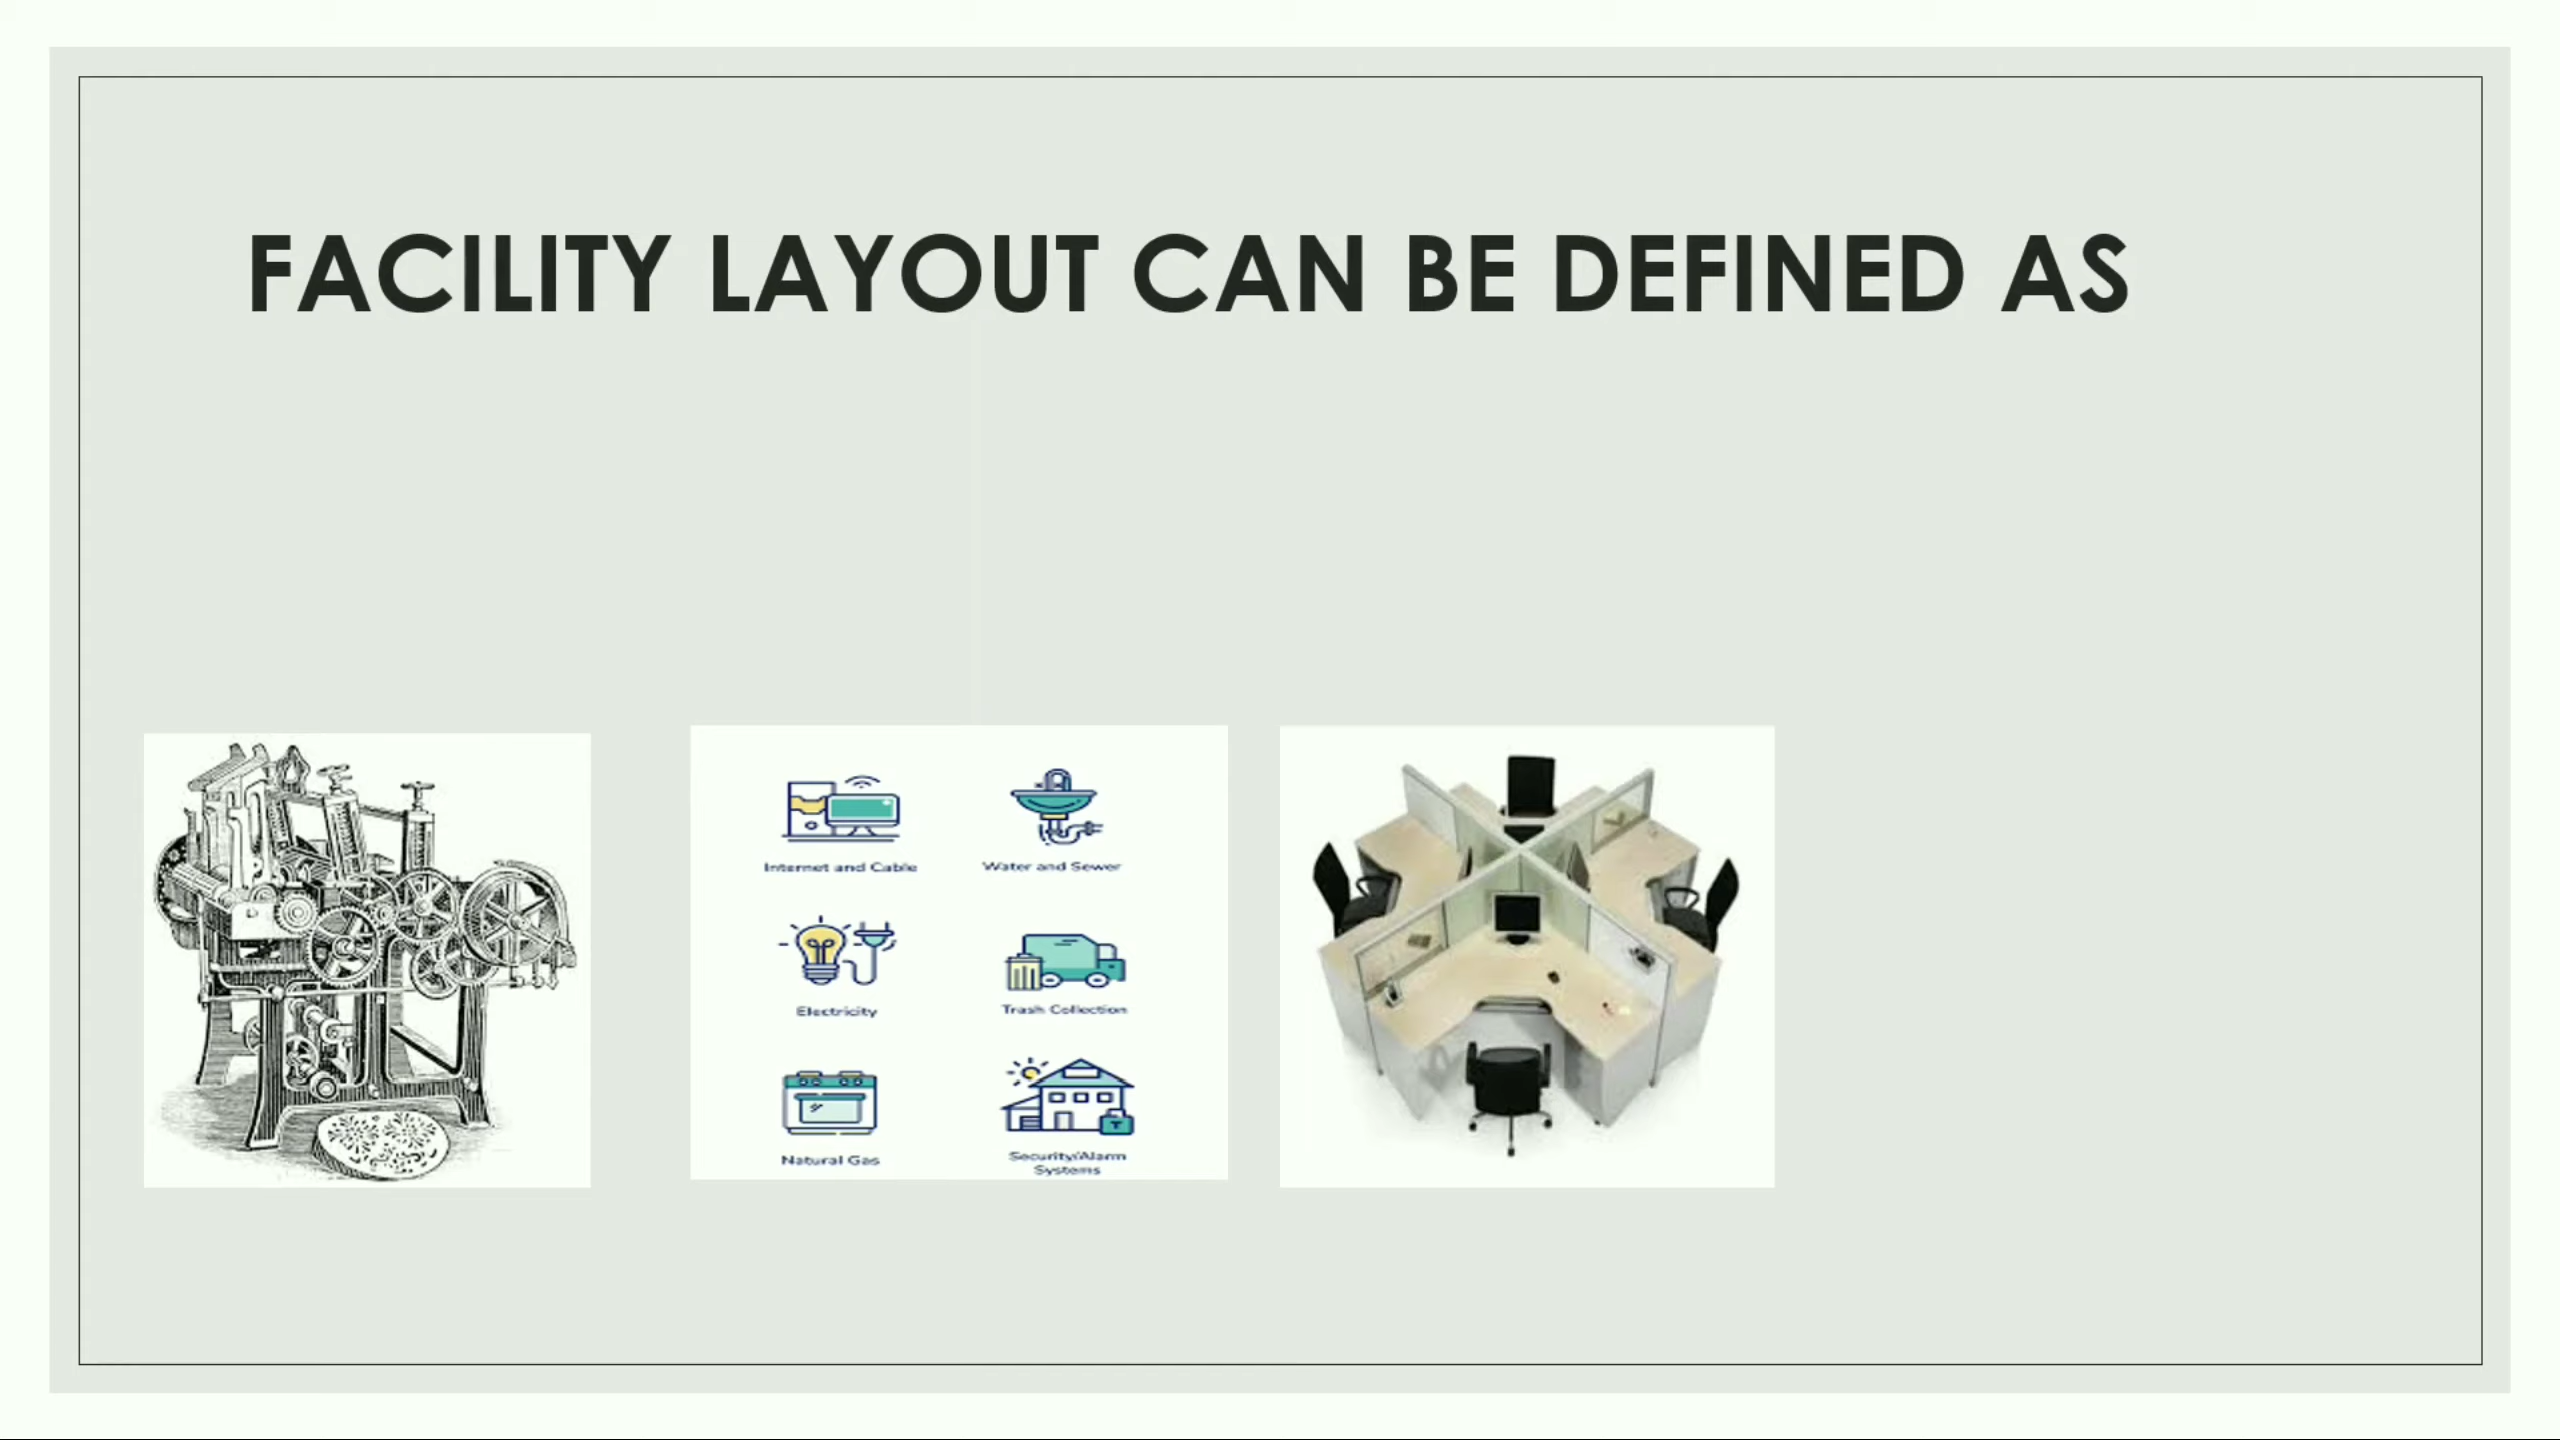 FACILITY LAYOUT CAN BE DEFINED AS
Internet and Cable
Water and Sewer
Electricity
Trash Collection
Natural Gas
Security/Alarm
Systems